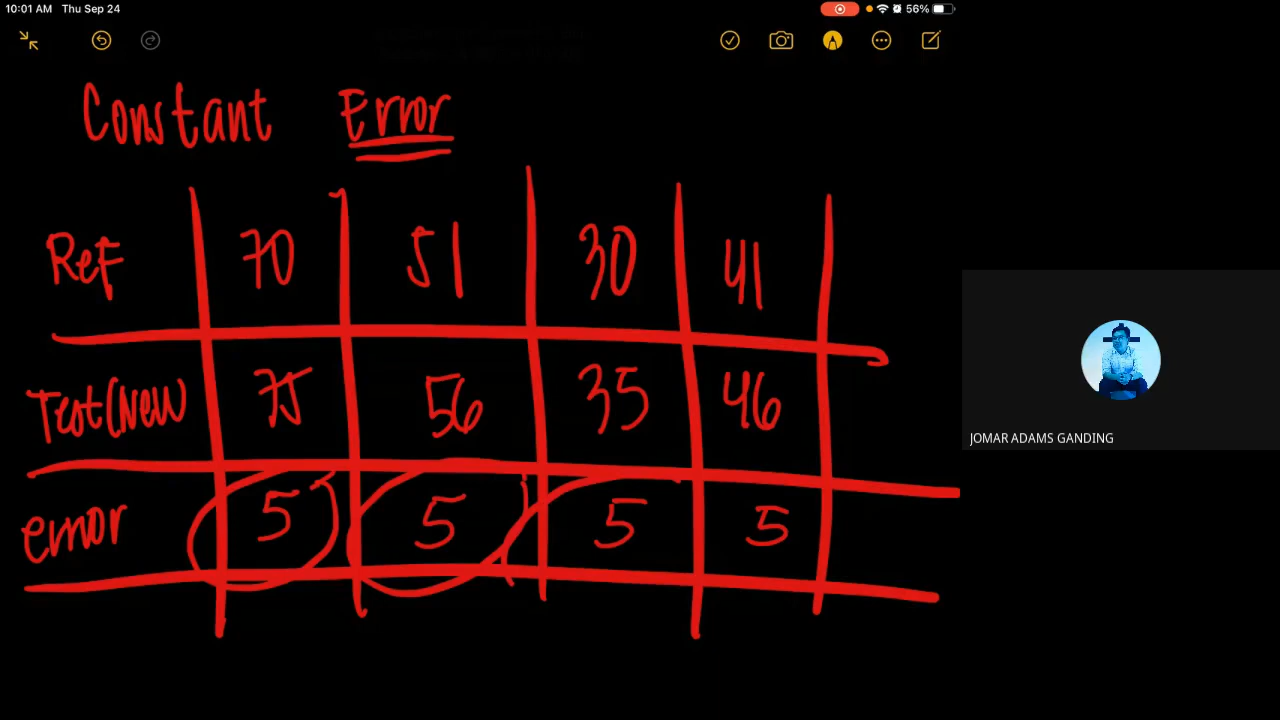 10:01 AM Thu Sep 24
56%
Constant Error
Ref 70 51 30 41
Test(New 75 56 35 46
error 5 5 5 5
JOMAR ADAMS GANDING